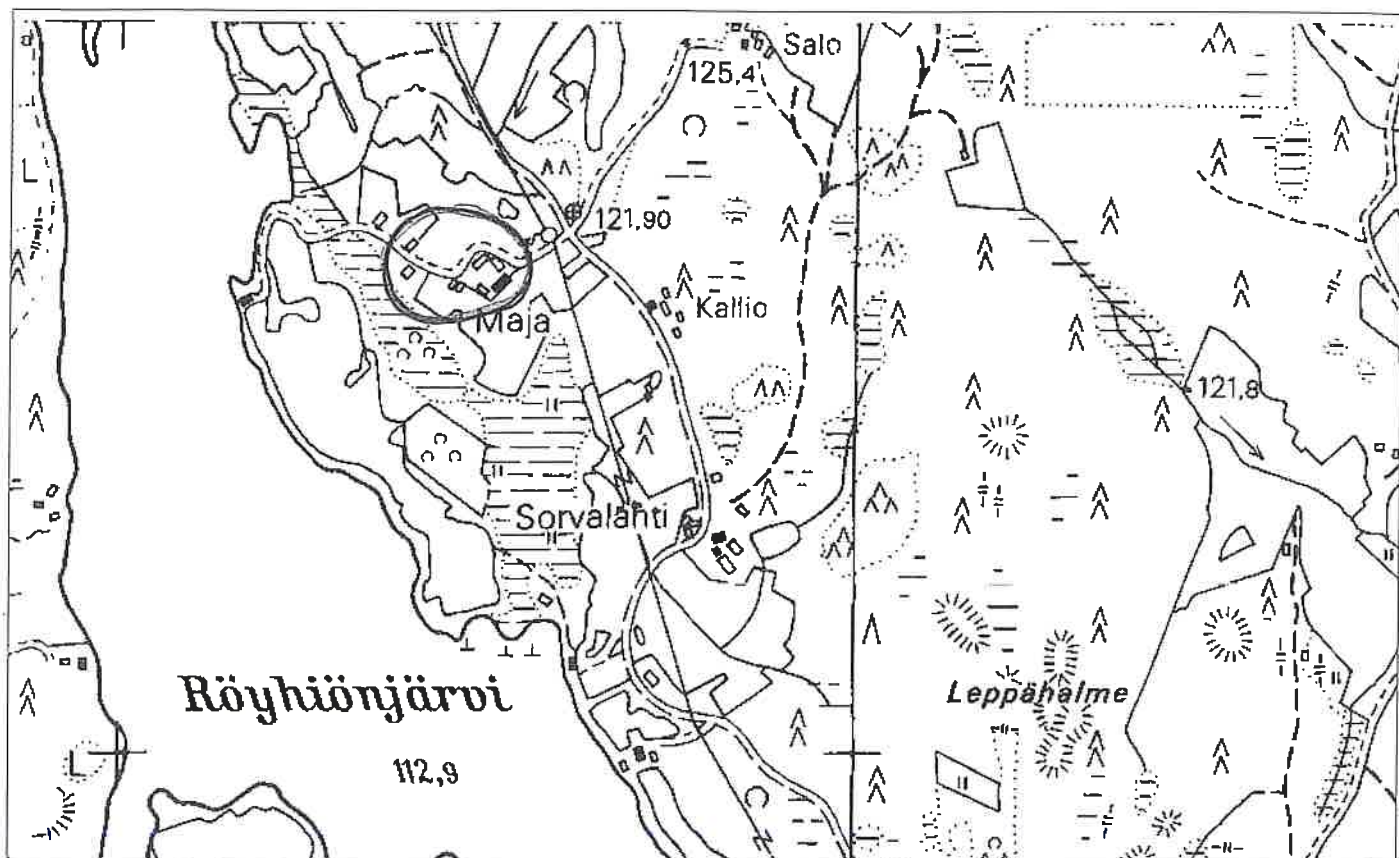 Salo
125,4
121,90
Kallio
Maja
121,8
Sorvalahti
Leppähalme
Röyhiönjärvi
112,9
L
L